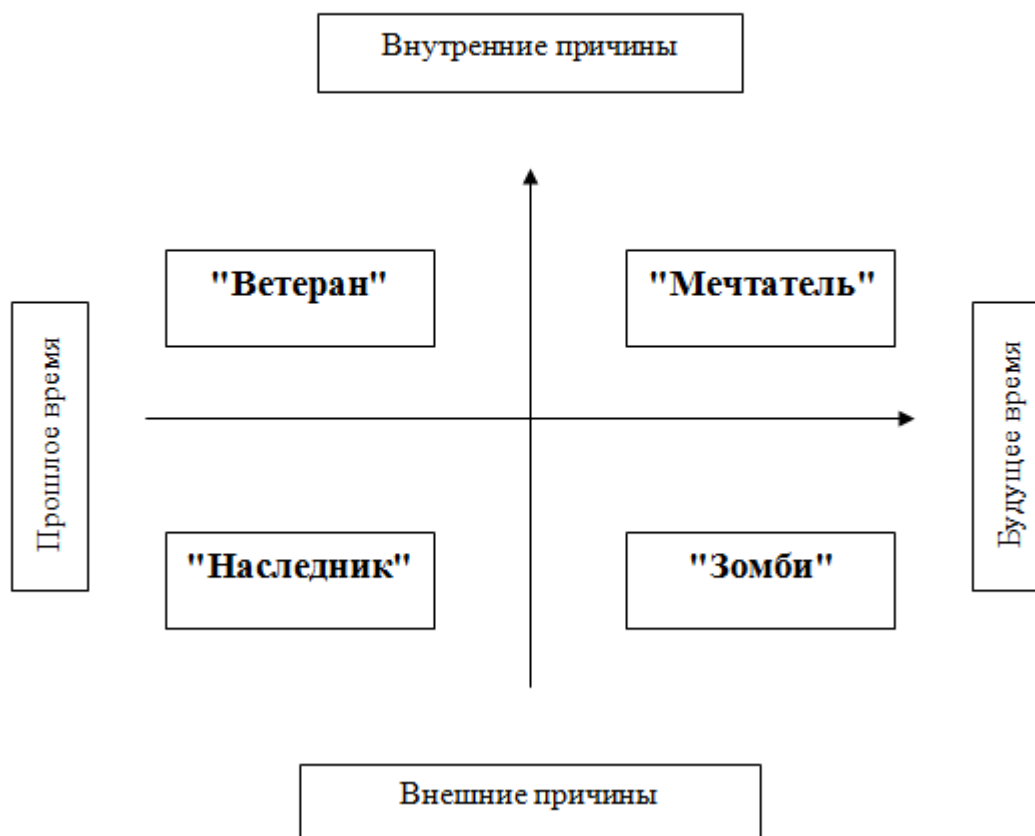 Внутренние причины
"Ветеран"
"Мечтатель"
Прошлое время
Будущее время
"Наследник"
"Зомби"
Внешние причины